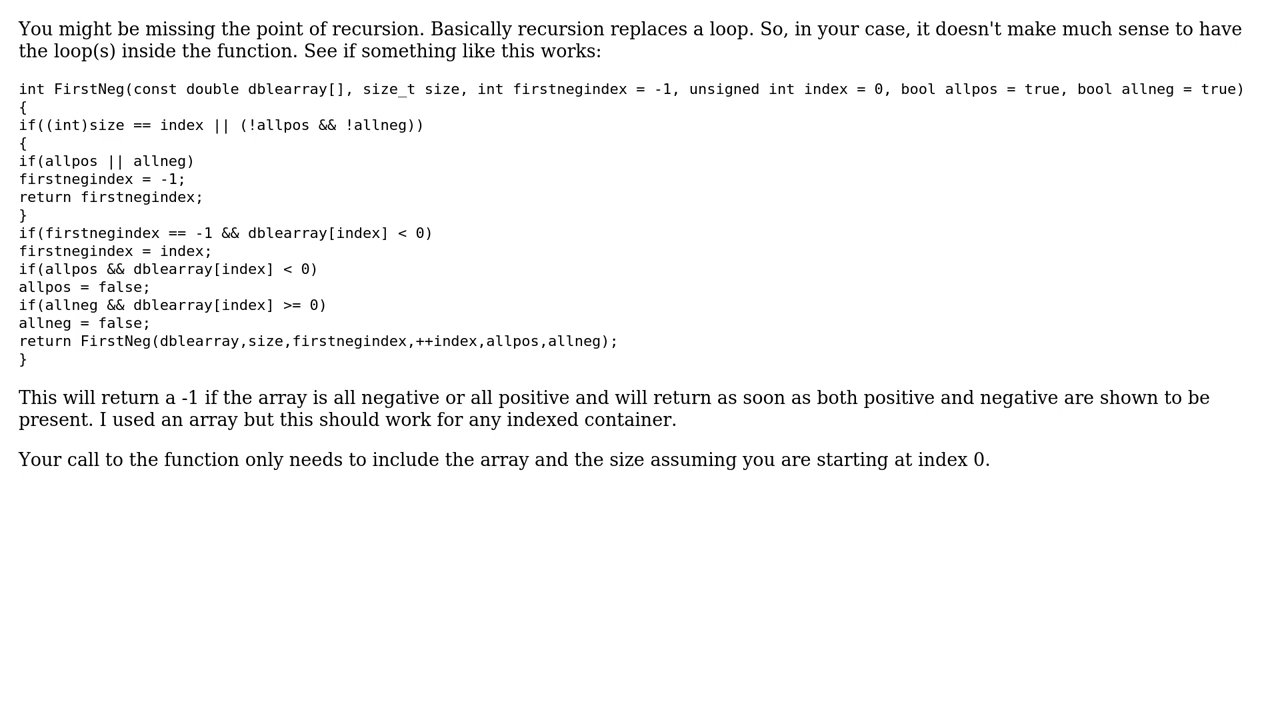 You might be missing the point of recursion. Basically recursion replaces a loop. So, in your case, it doesn't make much sense to have
the loop(s) inside the function. See if something like this works:
int FirstNeg(const double dblearray[], size_t size, int firstnegindex = -1, unsigned int index = 0, bool allpos = true, bool allneg = true)
{
if((int)size == index || (!allpos && !allneg))
{
if(allpos || allneg)
firstnegindex = -1;
return firstnegindex;
}
if(firstnegindex == -1 && dblearray[index] < 0)
firstnegindex = index;
if(allpos && dblearray[index] < 0)
allpos = false;
if(allneg && dblearray[index] >= 0)
allneg = false;
return FirstNeg(dblearray,size,firstnegindex,++index,allpos,allneg);
}
This will return a -1 if the array is all negative or all positive and will return as soon as both positive and negative are shown to be
present. I used an array but this should work for any indexed container.
Your call to the function only needs to include the array and the size assuming you are starting at index 0.